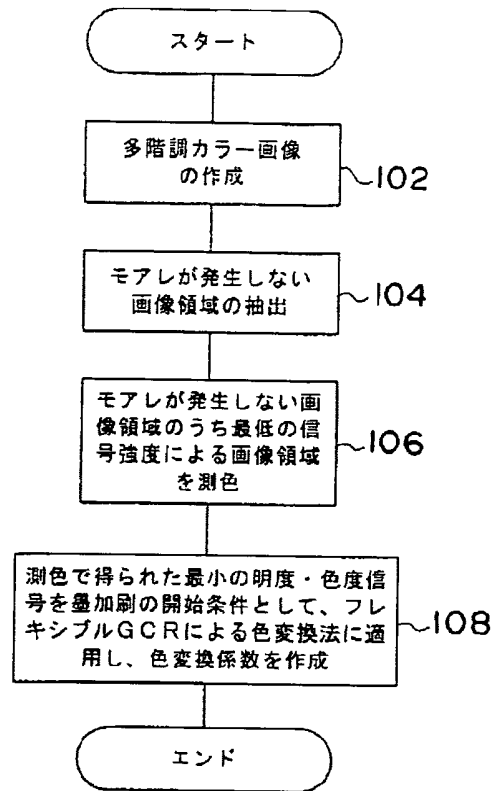 スタート
多階調カラー画像
の作成
102
モアレが発生しない
画像領域の抽出
104
モアレが発生しない画
像領域のうち最低の信
号強度による画像領域
を測色
106
測色で得られた最小の明度・色度信
号を墨加刷の開始条件として、フレ
キシブルGCRによる色変換法に適
用し、色変換係数を作成
108
エンド